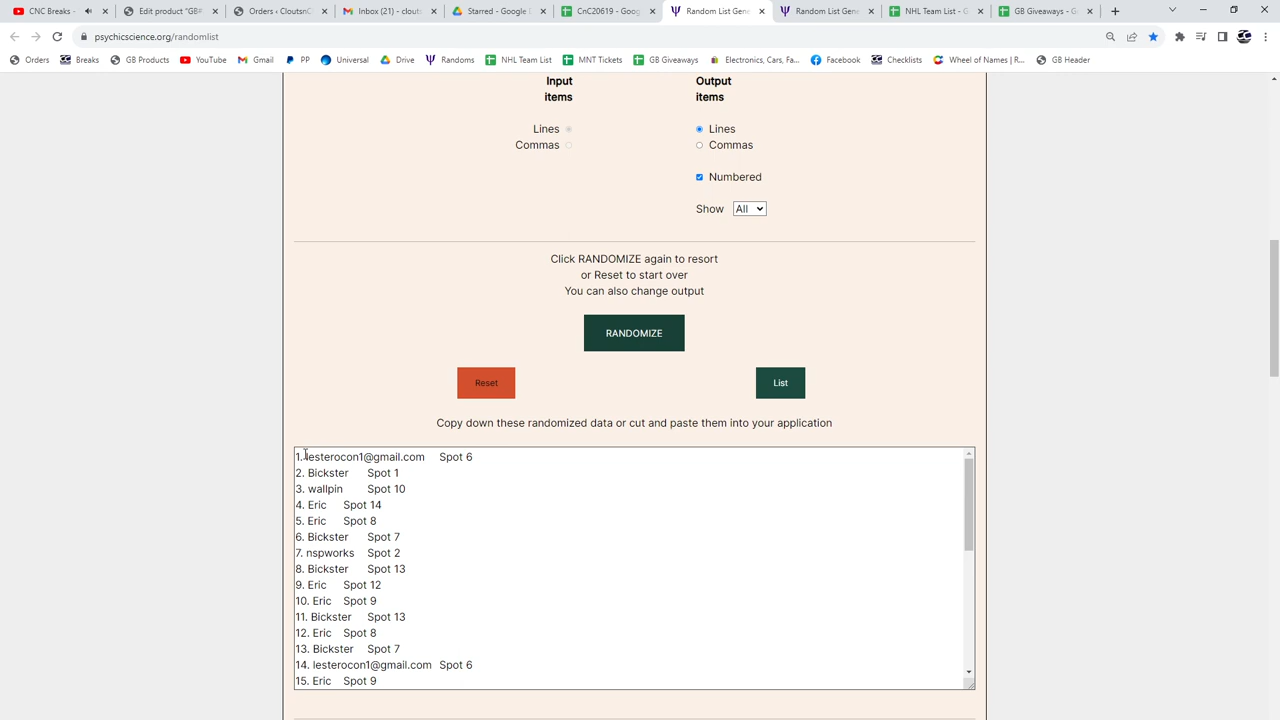 CNC Breaks -
Edit product "GB#
Orders ‹ CloutsnC
Inbox (21) - clout
Starred - Google D
CnC20619 - Goog
Random List Gene
Random List Gene
NHL Team List - G
GB Giveaways - G
psychicscience.org/randomlist
Orders
Breaks
GB Products
YouTube
Gmail
PP
Universal
Drive
Randoms
NHL Team List
MNT Tickets
GB Giveaways
Electronics, Cars, Fa...
Facebook
Checklists
Wheel of Names | R...
GB Header
Input
items
Output
items
Lines
Lines
Commas
Commas
Numbered
Show All
Click RANDOMIZE again to resort
or Reset to start over
You can also change output
RANDOMIZE
Reset
List
Copy down these randomized data or cut and paste them into your application
1. lesterocon1@gmail.com Spot 6
2. Bickster Spot 1
3. wallpin Spot 10
4. Eric Spot 14
5. Eric Spot 8
6. Bickster Spot 7
7. nspworks Spot 2
8. Bickster Spot 13
9. Eric Spot 12
10. Eric Spot 9
11. Bickster Spot 13
12. Eric Spot 8
13. Bickster Spot 7
14. lesterocon1@gmail.com Spot 6
15. Eric Spot 9